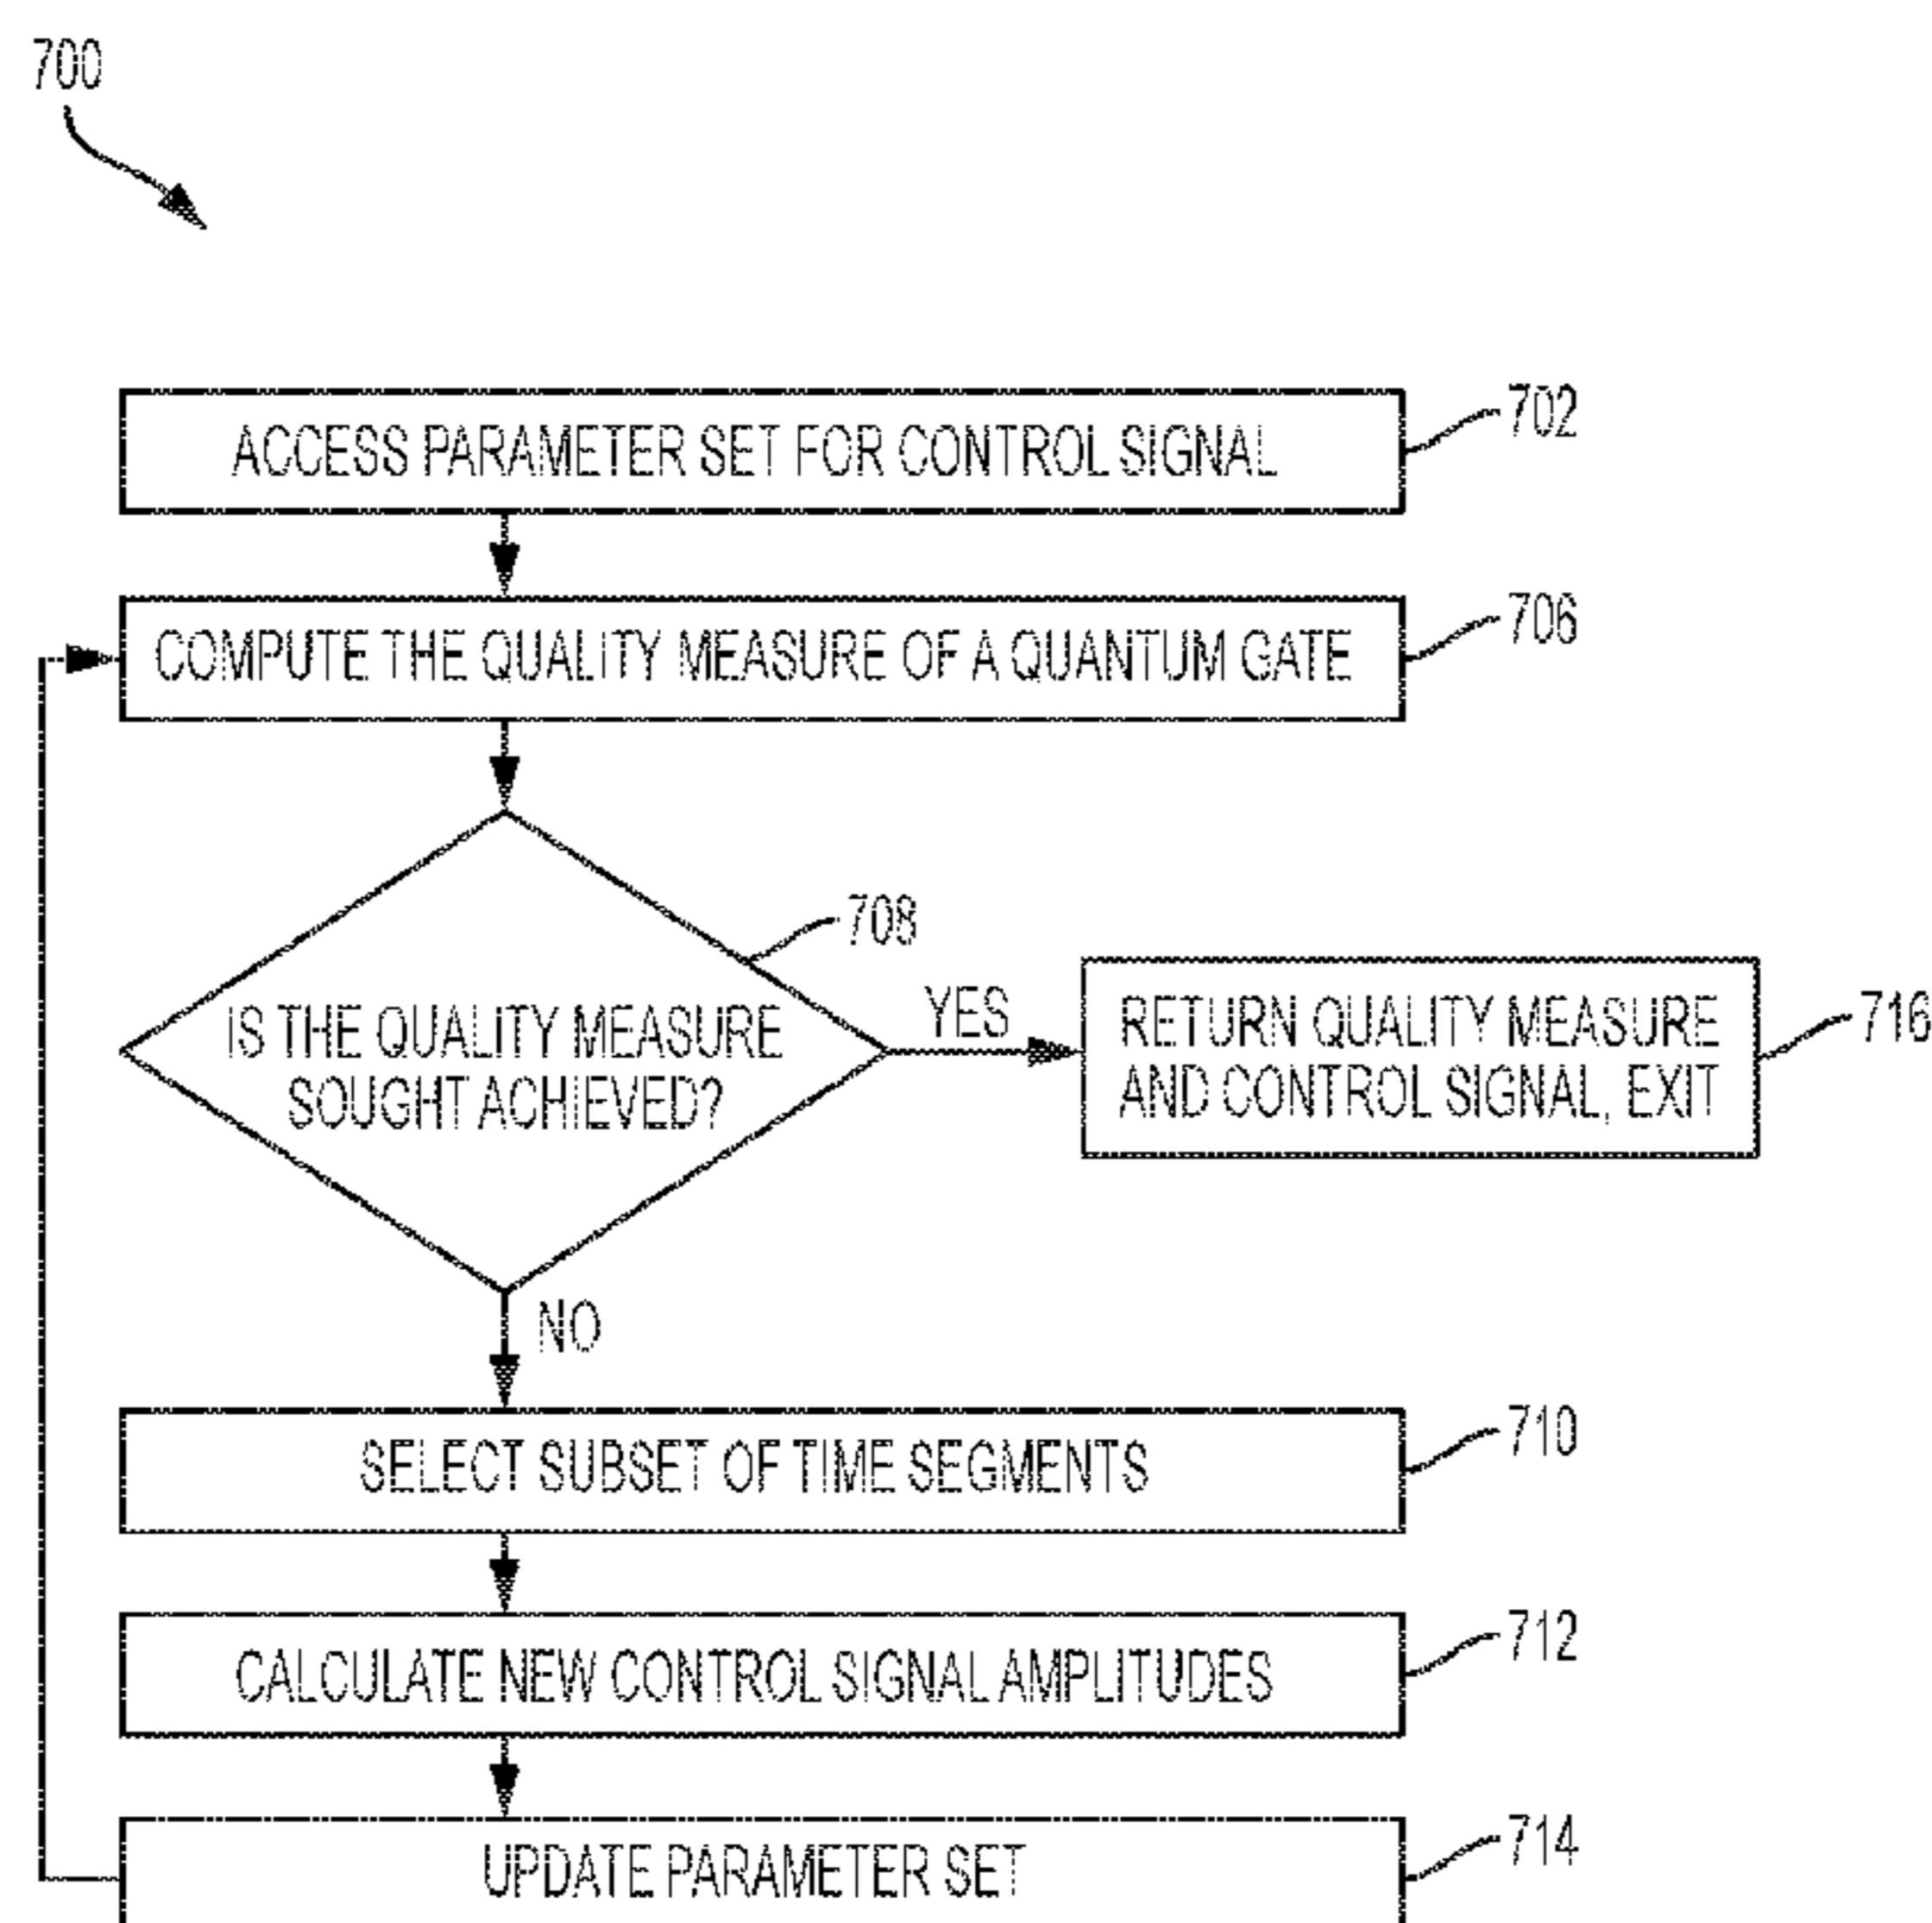 700
ACCESS PARAMETER SET FOR CONTROL SIGNAL
702
COMPUTE THE QUALITY MEASURE OF A QUANTUM GATE
706
708
IS THE QUALITY MEASURE
SOUGHT ACHIEVED?
YES
RETURN QUALITY MEASURE
AND CONTROL SIGNAL, EXIT
716
NO
SELECT SUBSET OF TIME SEGMENTS
710
CALCULATE NEW CONTROL SIGNAL AMPLITUDES
712
UPDATE PARAMETER SET
714